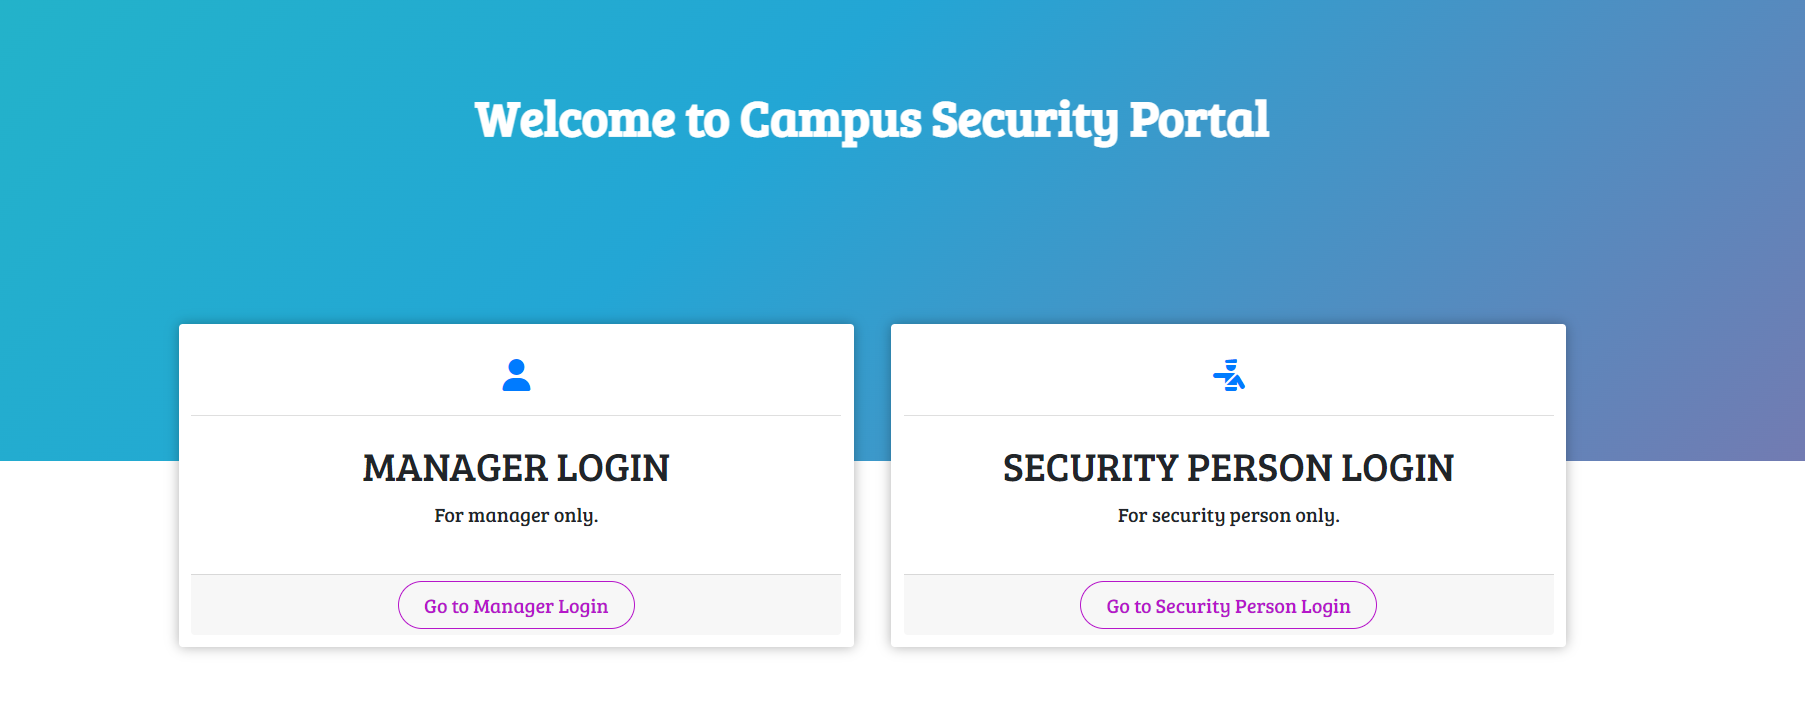 Welcome to Campus Security Portal
MANAGER LOGIN
For manager only.
Go to Manager Login
SECURITY PERSON LOGIN
For security person only.
Go to Security Person Login